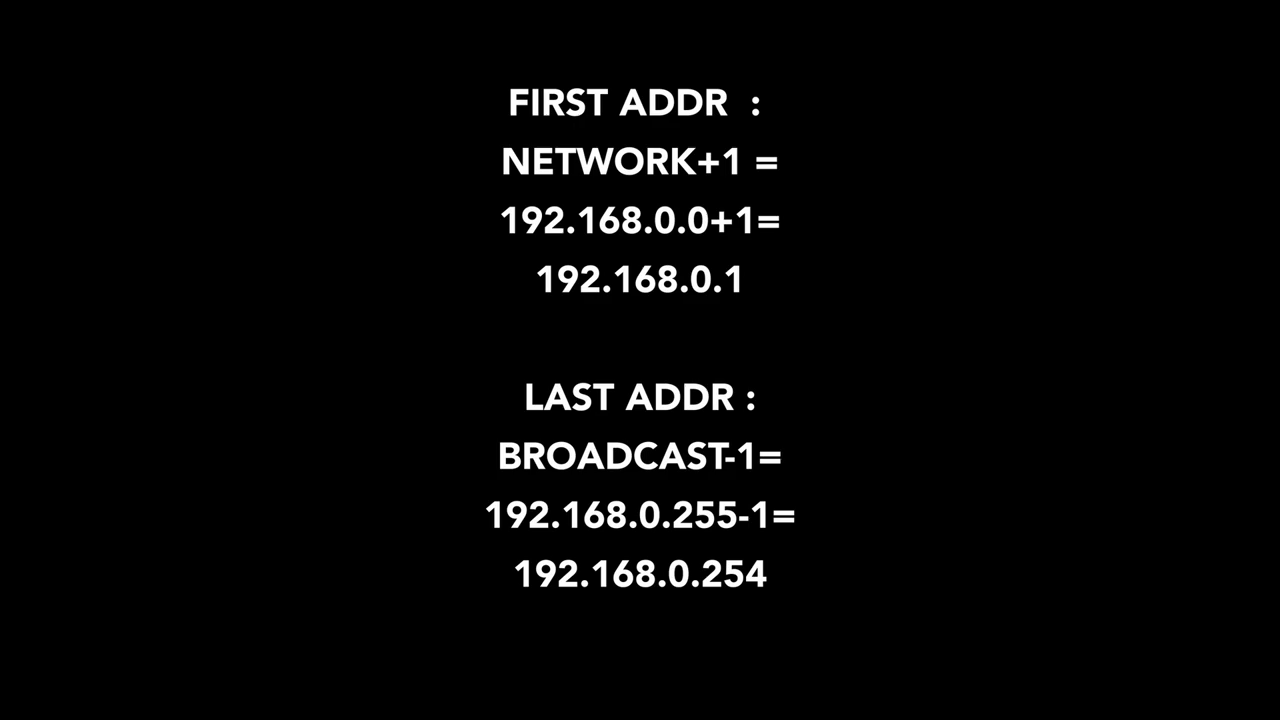 FIRST ADDR :
NETWORK+1 =
192.168.0.0+1=
192.168.0.1
LAST ADDR :
BROADCAST-1=
192.168.0.255-1=
192.168.0.254